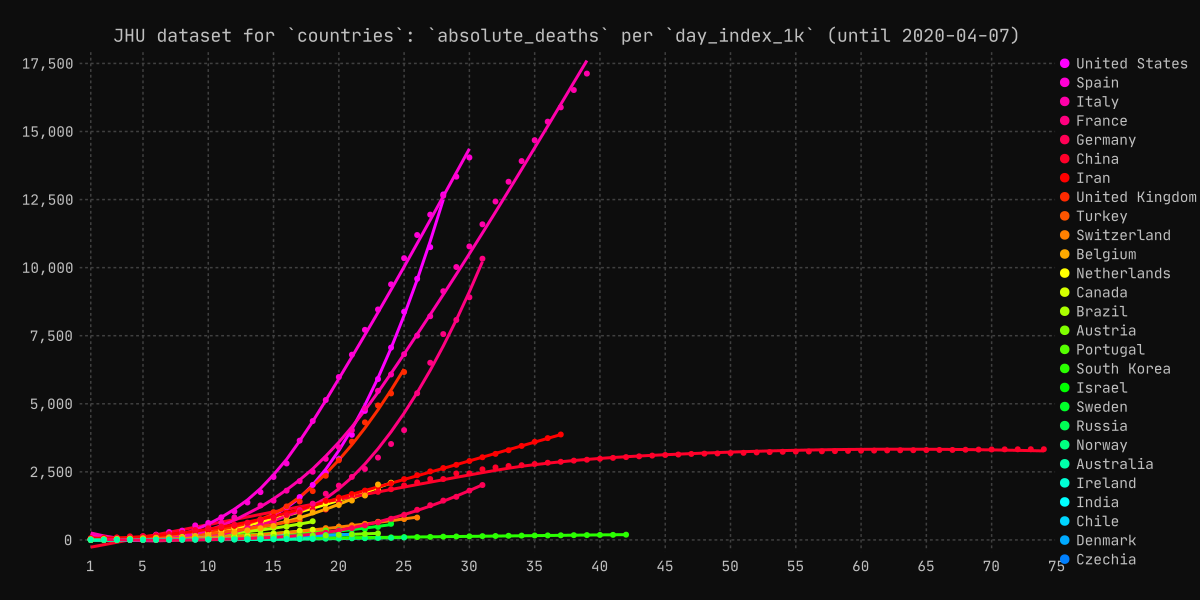 JHU dataset for `countries`: `absolute_deaths` per `day_index_1k` (until 2020-04-07)
17,500
15,000
12,500
10,000
7,500
5,000
2,500
0
1 5 10 15 20 25 30 35 40 45 50 55 60 65 70 75
United States
Spain
Italy
France
Germany
China
Iran
United Kingdom
Turkey
Switzerland
Belgium
Netherlands
Canada
Brazil
Austria
Portugal
South Korea
Israel
Sweden
Russia
Norway
Australia
Ireland
India
Chile
Denmark
Czechia